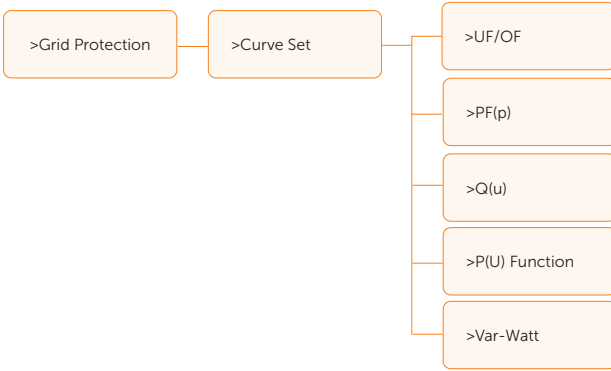 >Grid Protection
>Curve Set
>UF/OF
>PF(p)
>Q(u)
>P(U) Function
>Var-Watt